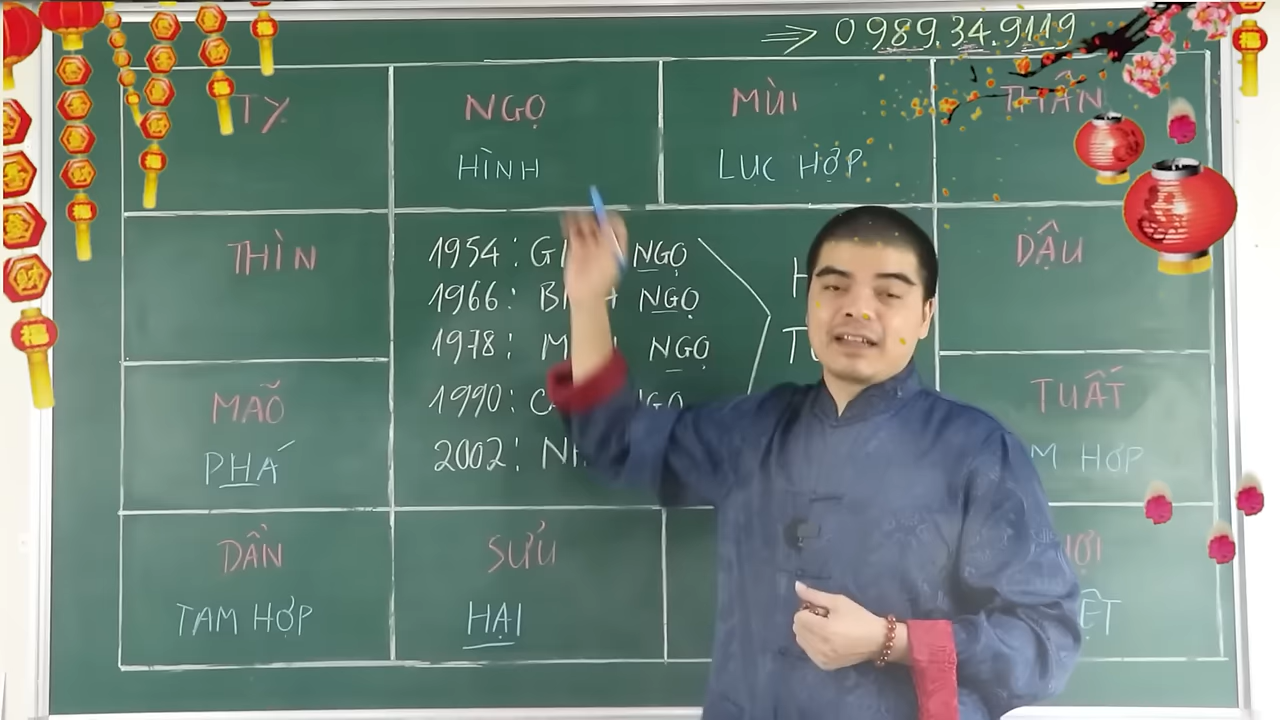 0989.34.9119
TỴ
NGỌ
MÙI
THÂN
HÌNH
LỤC HỢP
THÌN
1954: NGỌ
1966: NGỌ
1978: NGỌ
1990: NGỌ
2002:
DẬU
MÃO
PHÁ
TUẤT
HỢP
DẦN
TAM HỢP
SỬU
HẠI